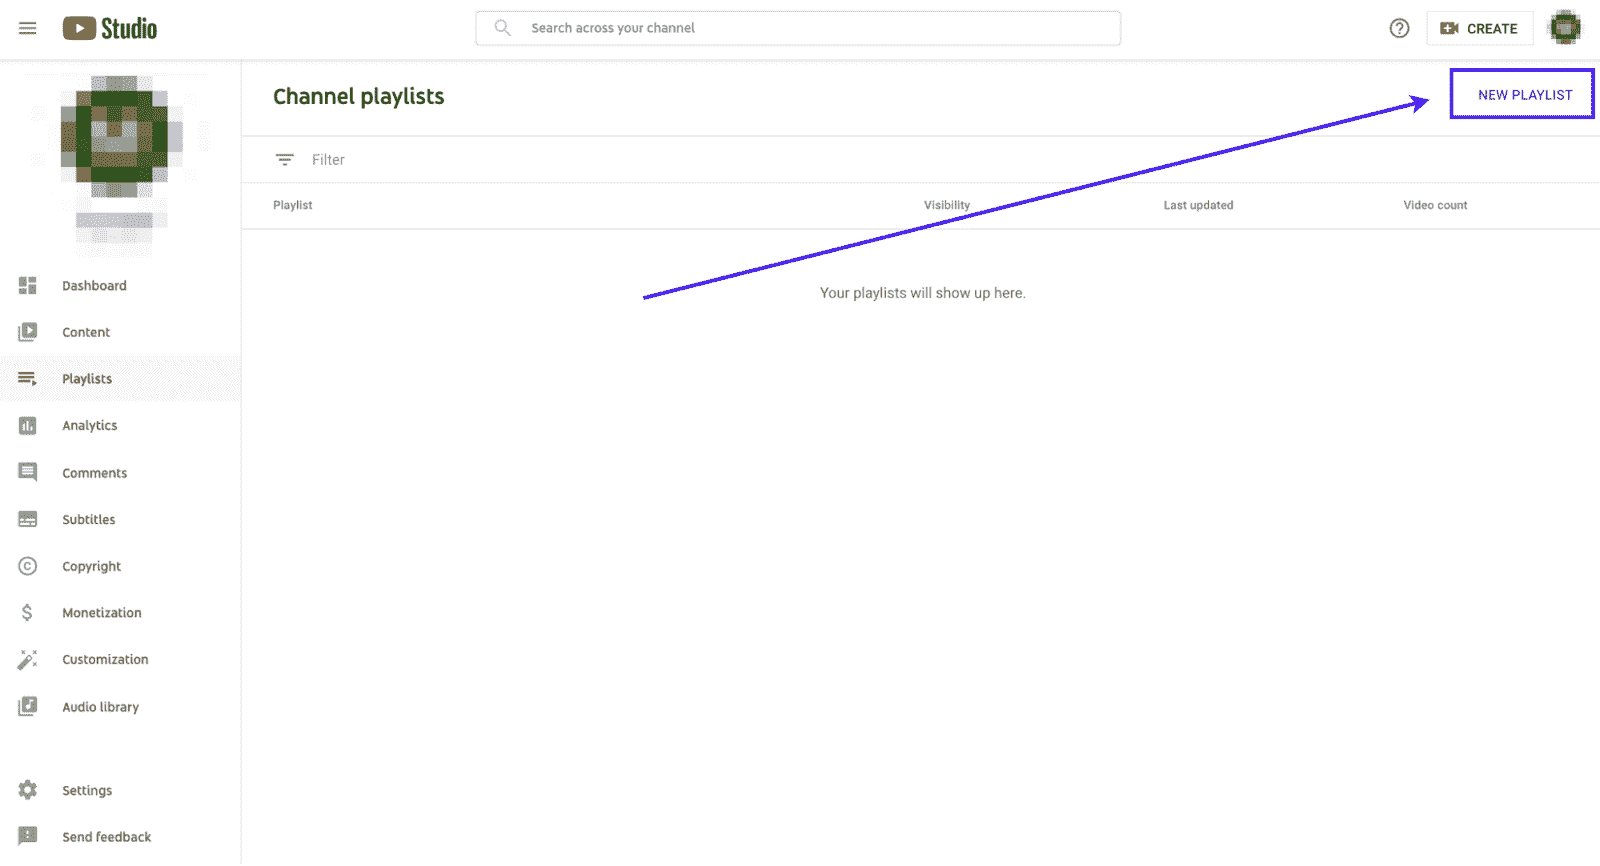 Studio
Search across your channel
CREATE
Channel playlists
NEW PLAYLIST
Filter
Playlist Visibility Last updated Video count
Your playlists will show up here.
Dashboard
Content
Playlists
Analytics
Comments
Subtitles
Copyright
Monetization
Customization
Audio library
Settings
Send feedback